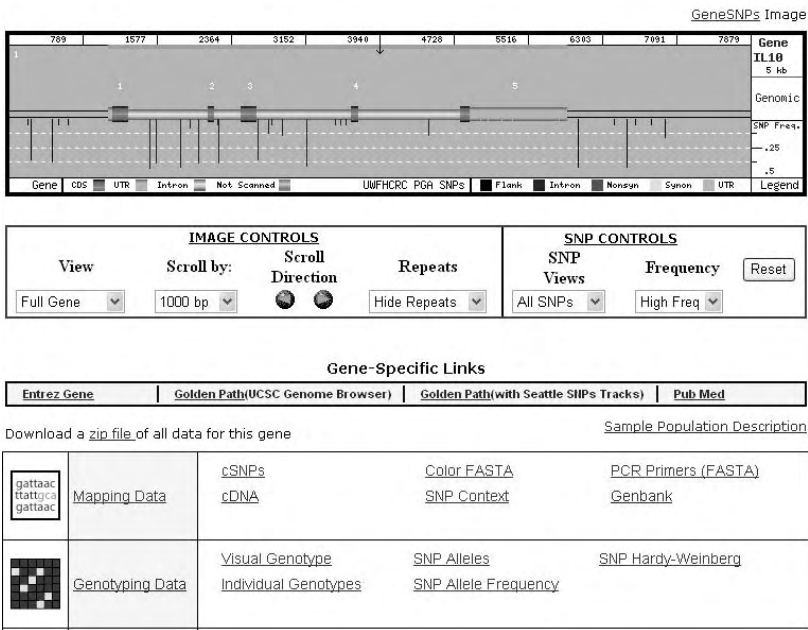 GeneSNPs Image
789 1577 2364 3152 3940 4728 5516 6303 7091 7879 Gene
IL10
5 kb
1
1 2 3 4 5
Genomic
SNP Freq.
.25
.5
Gene CDS UTR Intron Not Scanned UWFHCRC PGA SNPs Flank Intron Nonsyn Synon UTR Legend
IMAGE CONTROLS SNP CONTROLS
View Scroll by: Scroll Direction Repeats SNP Views Frequency Reset
Full Gene 1000 bp Hide Repeats All SNPs High Freq
Gene-Specific Links
Entrez Gene Golden Path(UCSC Genome Browser) Golden Path(with Seattle SNPs Tracks) Pub Med
Download a zip file of all data for this gene Sample Population Description
gattaac
ttattgca
gattaac
Mapping Data
cSNPs Color FASTA PCR Primers (FASTA)
cDNA SNP Context Genbank
Genotyping Data
Visual Genotype SNP Alleles SNP Hardy-Weinberg
Individual Genotypes SNP Allele Frequency